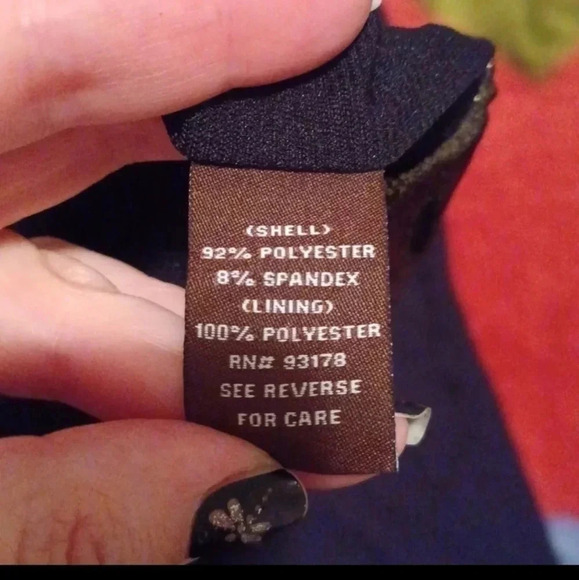 (SHELL)
92% POLYESTER
8% SPANDEX
(LINING)
100% POLYESTER
RN# 93178
SEE REVERSE
FOR CARE